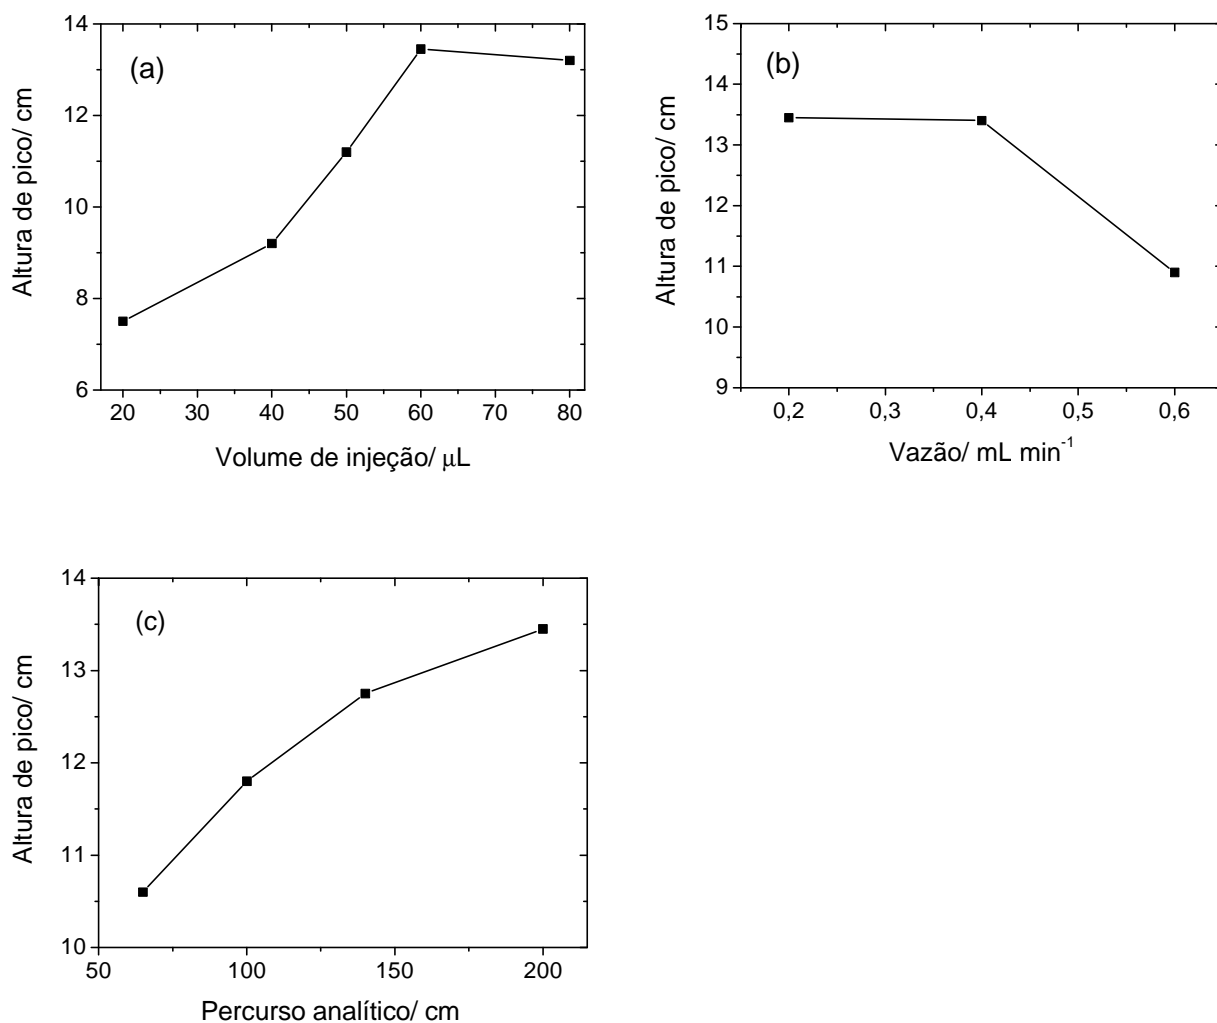 (a)
Altura de pico/ cm
14
12
10
8
6
20 30 40 50 60 70 80
Volume de injeção/ μL
(b)
Altura de pico/ cm
15
14
13
12
11
10
9
0,2 0,3 0,4 0,5 0,6
Vazão/ mL min⁻¹
(c)
Altura de pico/ cm
14
13
12
11
10
50 100 150 200
Percurso analítico/ cm